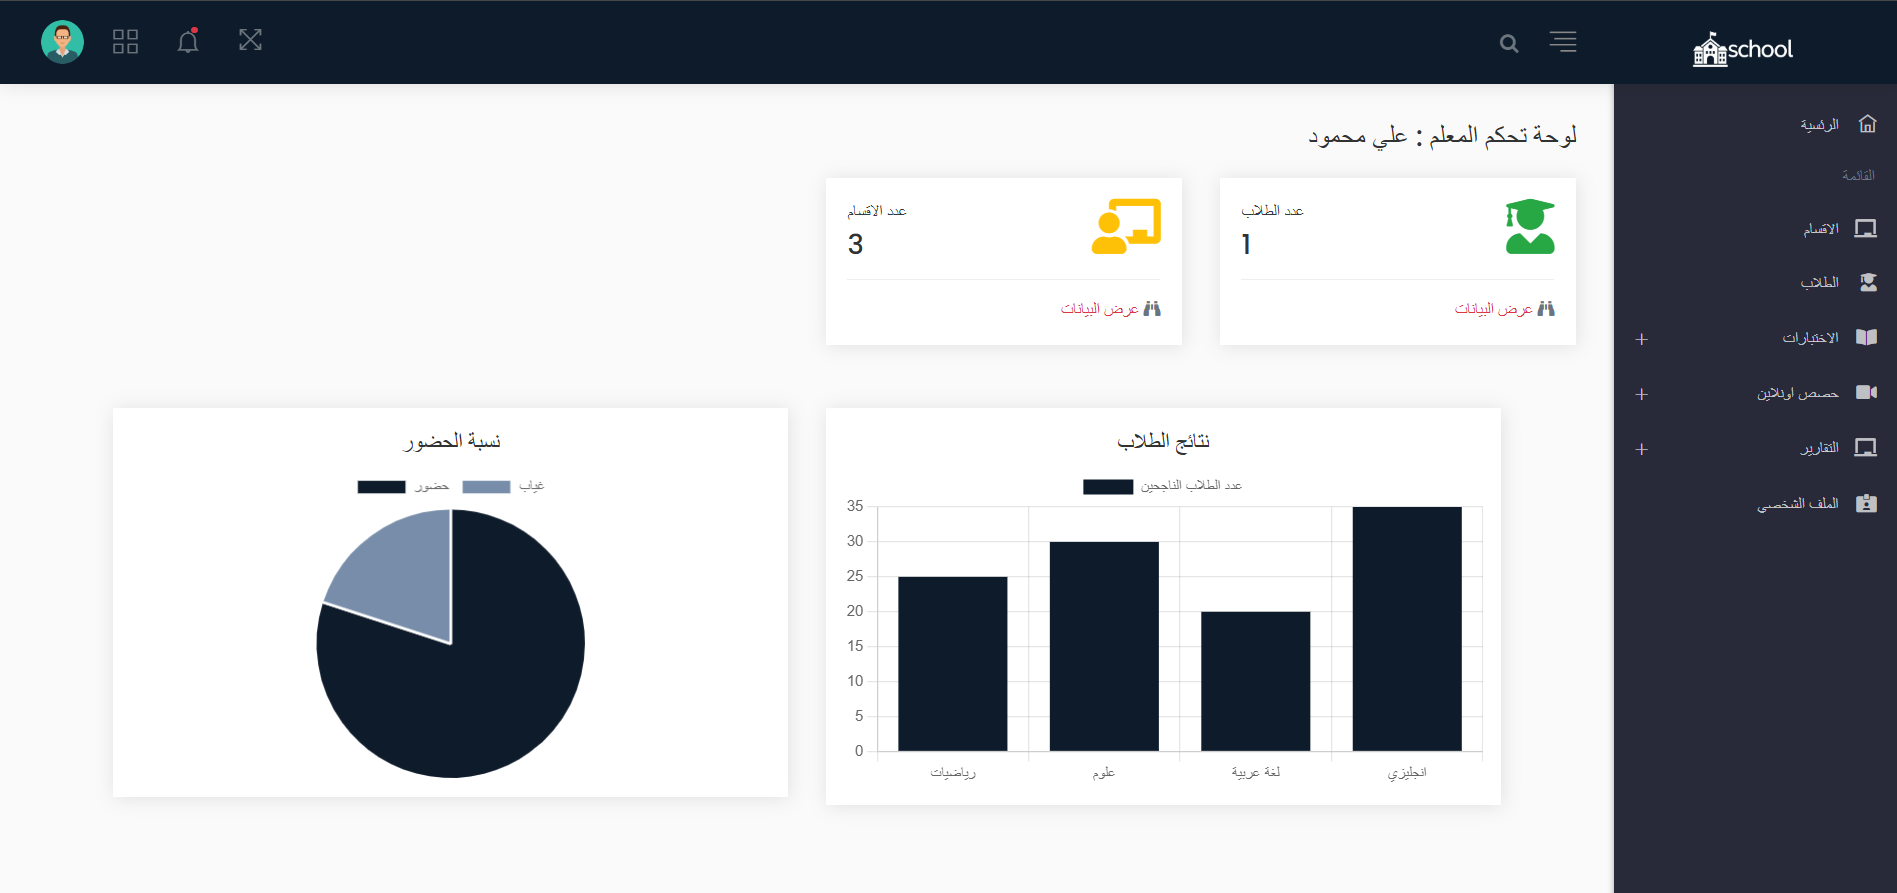 school
الرئسية
القائمة
الاقسام
الطلاب
الاختبارات
+
حصص اونلاين
+
التقارير
+
الملف الشخصي
لوحة تحكم المعلم : علي محمود
عدد الطلاب
1
عرض البيانات
عدد الاقسام
3
عرض البيانات
نتائج الطلاب
عدد الطلاب الناجحين
35
30
25
20
15
10
5
0
رياضيات
علوم
لغة عربية
انجليزي
نسبة الحضور
حضور
غياب